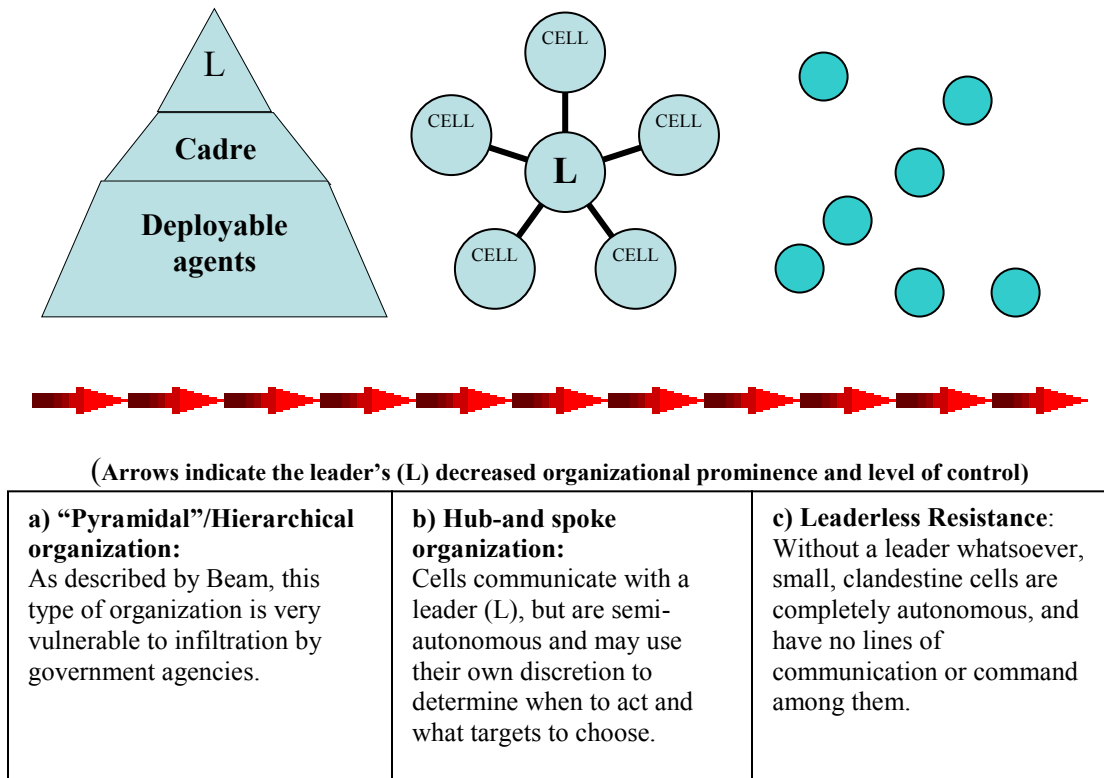 L
Cadre
Deployable
agents
CELL
CELL
CELL
L
CELL
CELL
(Arrows indicate the leader's (L) decreased organizational prominence and level of control)
a) “Pyramidal”/Hierarchical
organization:
As described by Beam, this
type of organization is very
vulnerable to infiltration by
government agencies.
b) Hub-and spoke
organization:
Cells communicate with a
leader (L), but are semi-
autonomous and may use
their own discretion to
determine when to act and
what targets to choose.
c) Leaderless Resistance:
Without a leader whatsoever,
small, clandestine cells are
completely autonomous, and
have no lines of
communication or command
among them.